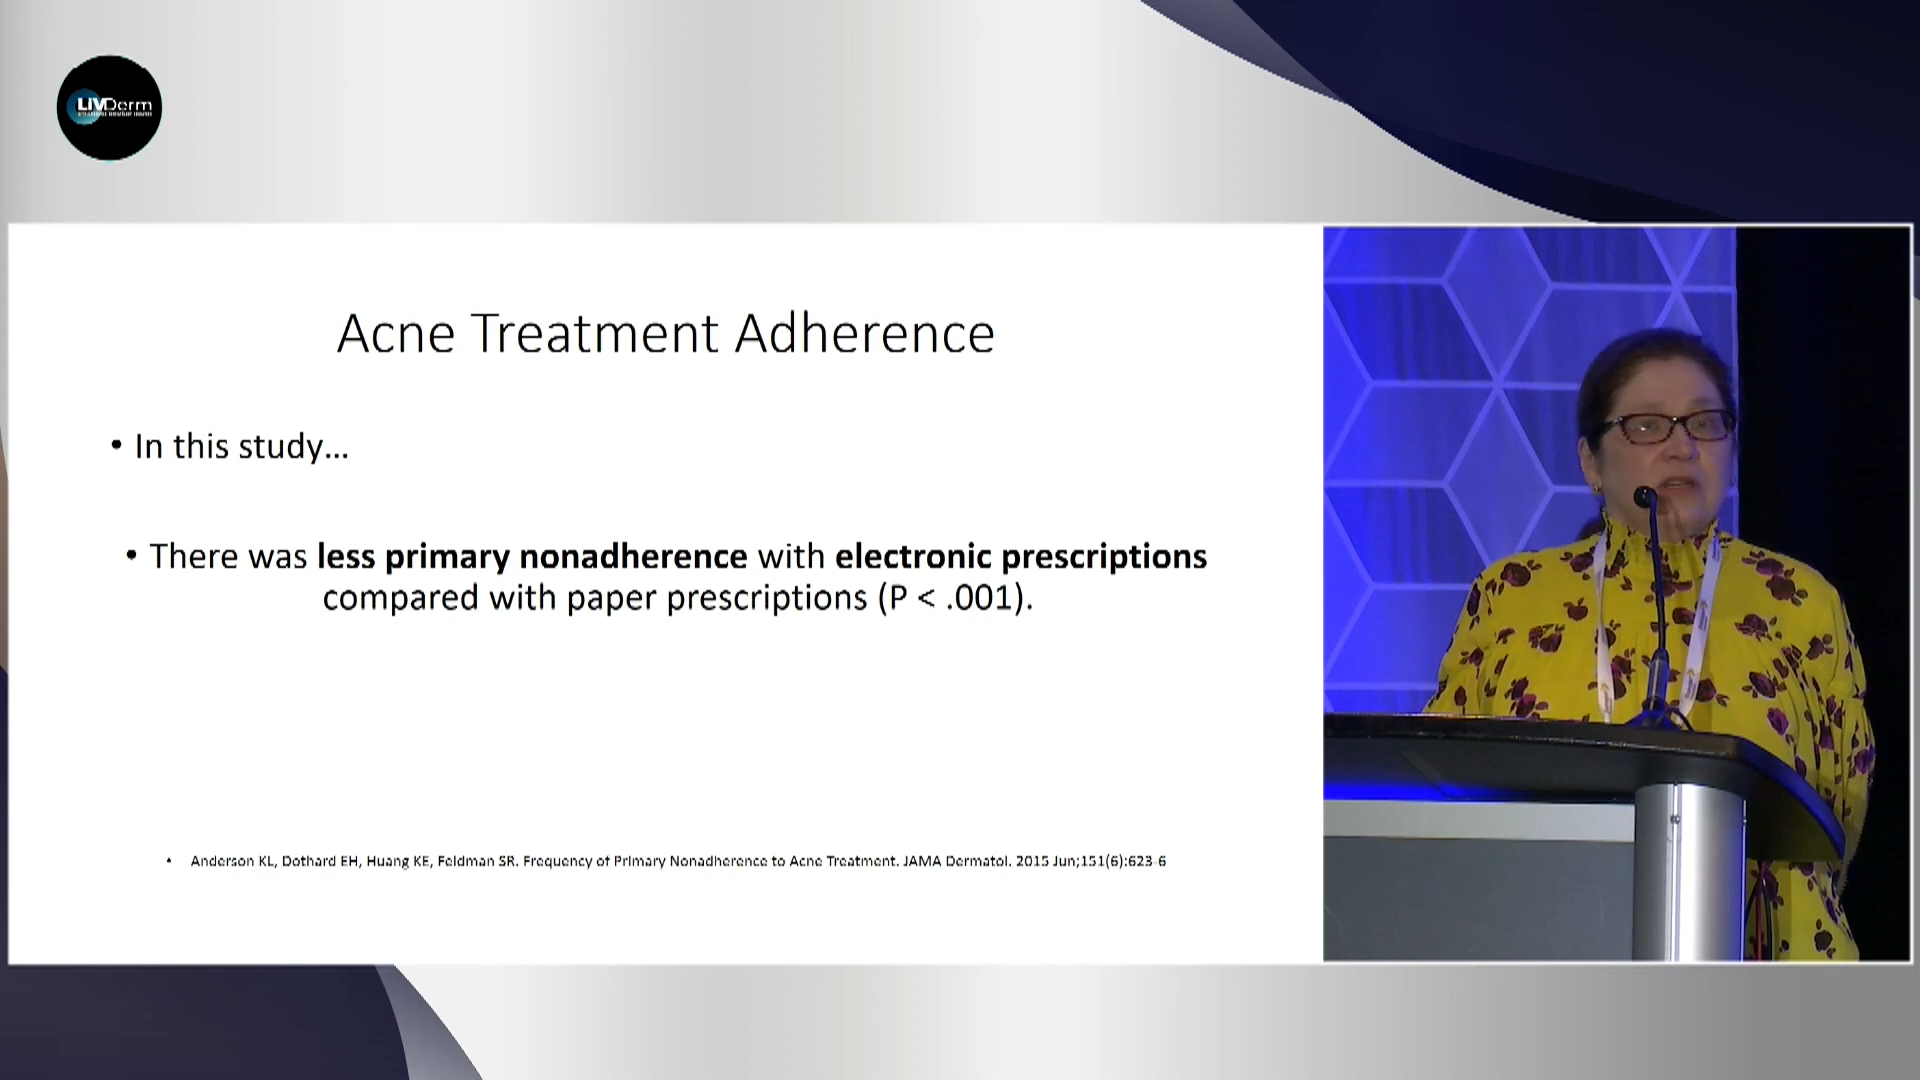 LIVDerm
Acne Treatment Adherence
• In this study...
• There was less primary nonadherence with electronic prescriptions
compared with paper prescriptions (P < .001).
• Anderson KL, Dothard EH, Huang KE, Feldman SR. Frequency of Primary Nonadherence to Acne Treatment. JAMA Dermatol. 2015 Jun;151(6):623-6